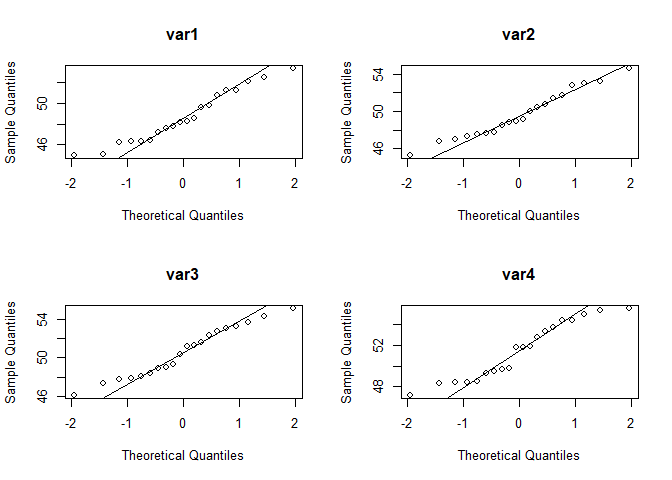 var1
var2
Sample Quantiles
46
50
-2 -1 0 1 2
Theoretical Quantiles
Sample Quantiles
46
50
54
-2 -1 0 1 2
Theoretical Quantiles
var3
var4
Sample Quantiles
46
50
54
-2 -1 0 1 2
Theoretical Quantiles
Sample Quantiles
48
52
-2 -1 0 1 2
Theoretical Quantiles